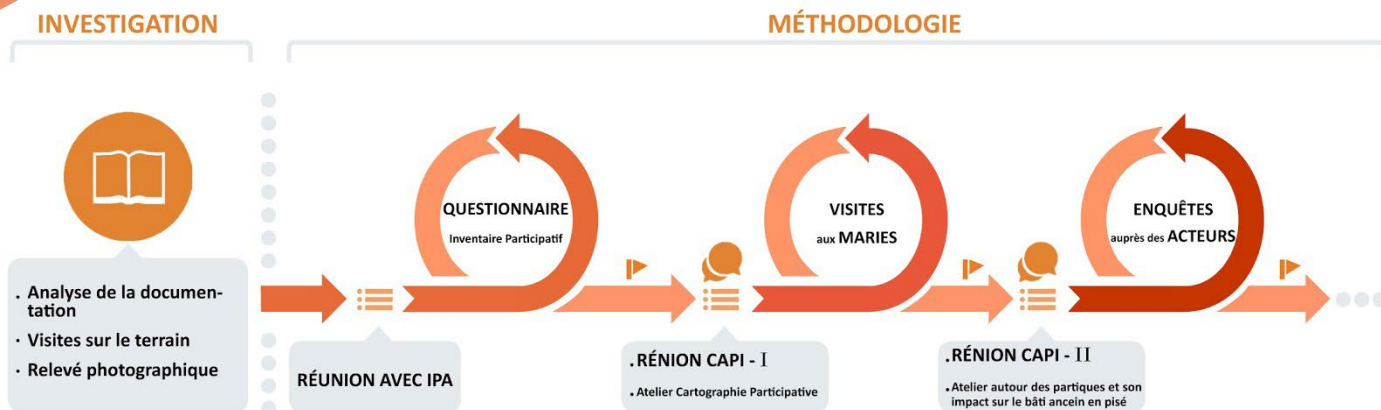 INVESTIGATION
MÉTHODOLOGIE
. Analyse de la documen-
tation
· Visites sur le terrain
· Relevé photographique
QUESTIONNAIRE
Inventaire Participatif
VISITES
aux MARIES
ENQUÊTES
auprès des ACTEURS
RÉUNION AVEC IPA
.RÉNION CAPI - I
. Atelier Cartographie Participative
.RÉNION CAPI - II
. Atelier autour des partiques et son
impact sur le bâti ancein en pisé